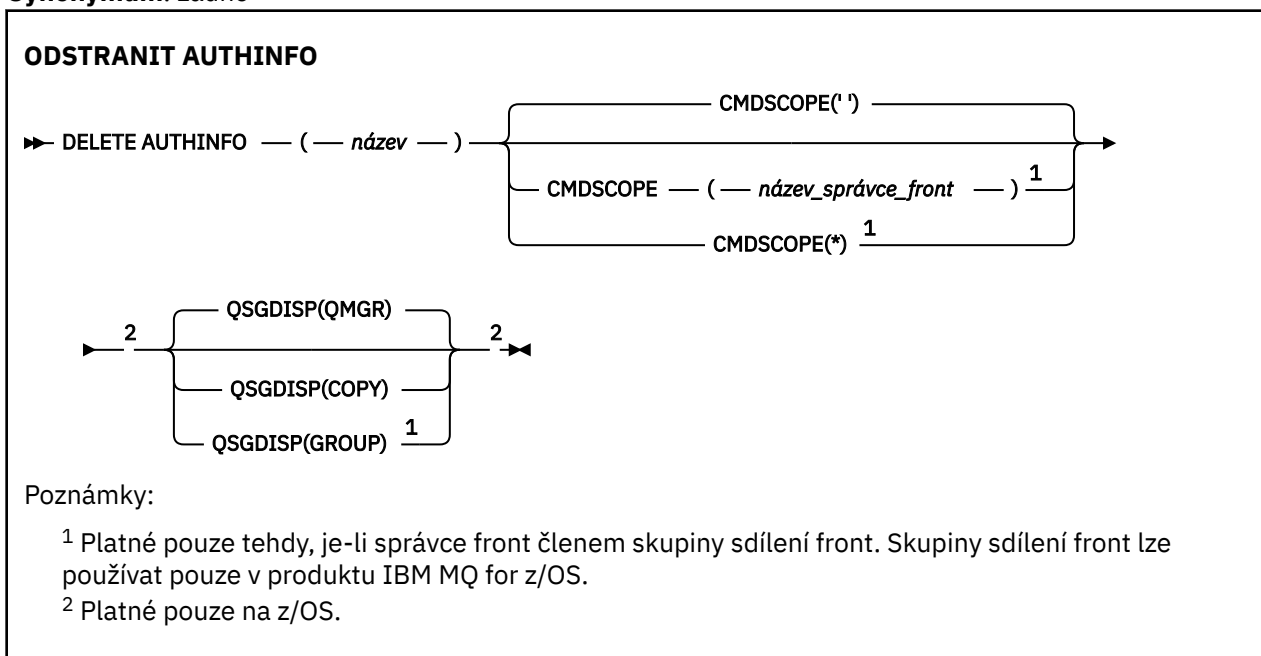 ODSTRANIT AUTHINFO
CMDSCOPE(' ')
DELETE AUTHINFO ( název )
CMDSCOPE ( název_správce_front ) 1
CMDSCOPE(*) 1
QSGDISP(QMGR)
2 2
QSGDISP(COPY)
QSGDISP(GROUP) 1
Poznámky:
1 Platné pouze tehdy, je-li správce front členem skupiny sdílení front. Skupiny sdílení front lze
používat pouze v produktu IBM MQ for z/OS.
2 Platné pouze na z/OS.